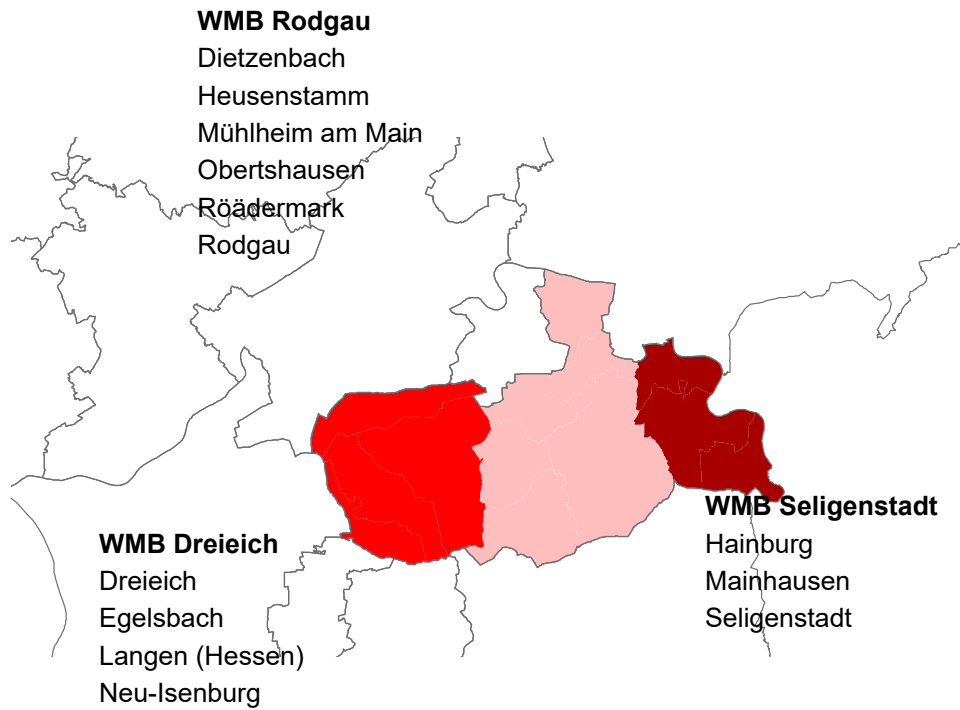 WMB Rodgau
Dietzenbach
Heusenstamm
Mühlheim am Main
Obertshausen
Röädermark
Rodgau
WMB Dreieich
Dreieich
Egelsbach
Langen (Hessen)
Neu-Isenburg
WMB Seligenstadt
Hainburg
Mainhausen
Seligenstadt